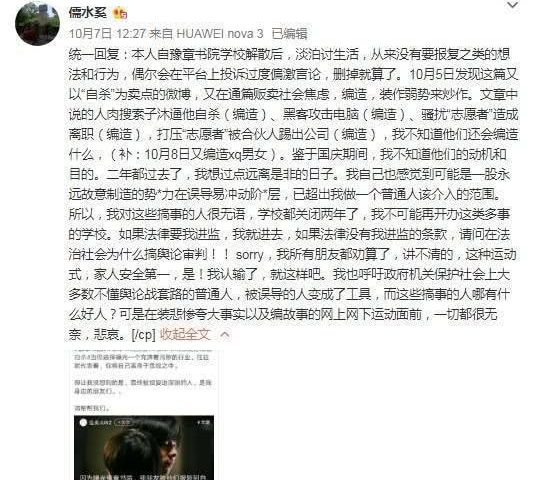 儒水系
10月7日 12:27 来自 HUAWEI nova 3 已编辑
统一回复：本人自豫章书院学校解散后，淡泊讨生活，从来没有要报复之类的想
法和行为，偶尔会在平台上投诉过度偏激言论，删掉就算了。10月5日发现这篇又
以“自杀”为卖点的微博，又在通篇贩卖社会焦虑，编造，装作弱势来炒作。文章中
说的人肉搜索子沐逼他自杀（编造）、黑客攻击电脑（编造）、骚扰“志愿者”造成
离职（编造），打压“志愿者”被合伙人踢出公司（编造），我不知道他们还会编造
什么，（补：10月8日又编造xq男女）。鉴于国庆期间，我不知道他们的动机和
目的。二年都过去了，我想过点远离是非的日子。我自己也感觉到可能是一股永
远故意制造的势*力在误导易冲动阶*层，已超出我做一个普通人该介入的范围。
所以，我对这些搞事的人很无语，学校都关闭两年了，我不可能再开办这类多事
的学校。如果法律要我进监，我就进去，如果法律没有我进监的条款，请问在法
治社会为什么搞舆论审判！！sorry，我所有朋友都劝算了，讲不清的，这种运动
式，家人安全第一，是！我认输了，就这样吧。我也呼吁政府机关保护社会上大
多数不懂舆论战套路的普通人，被误导的人变成了工具，而这些搞事的人哪有什
么好人？可是在装悲惨夸大事实以及编故事的网上网下运动面前，一切都很无
奈，悲哀。[/cp] 收起全文